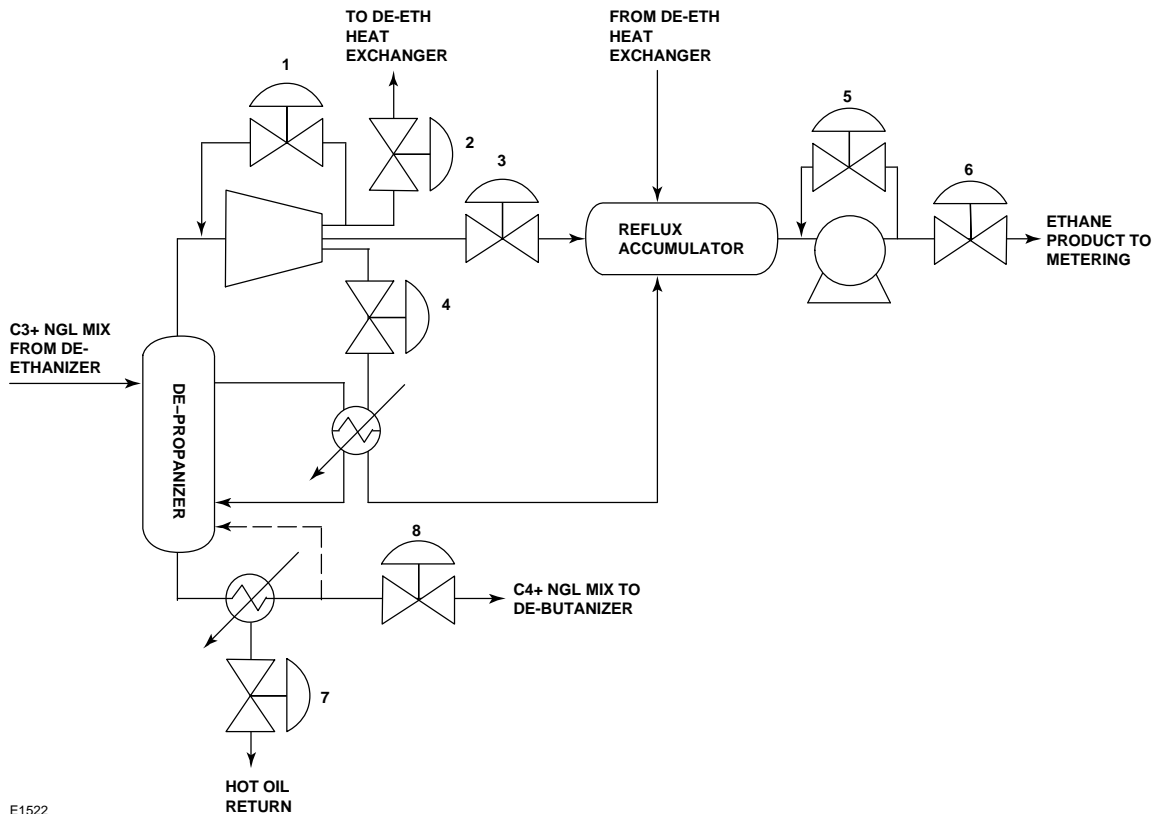 TO DE-ETH
HEAT
EXCHANGER
FROM DE-ETH
HEAT
EXCHANGER
1
2
3
5
6
REFLUX
ACCUMULATOR
ETHANE
PRODUCT TO
METERING
4
C3+ NGL MIX
FROM DE-
ETHANIZER
DE-PROPANIZER
8
C4+ NGL MIX TO
DE-BUTANIZER
7
HOT OIL
RETURN
E1522